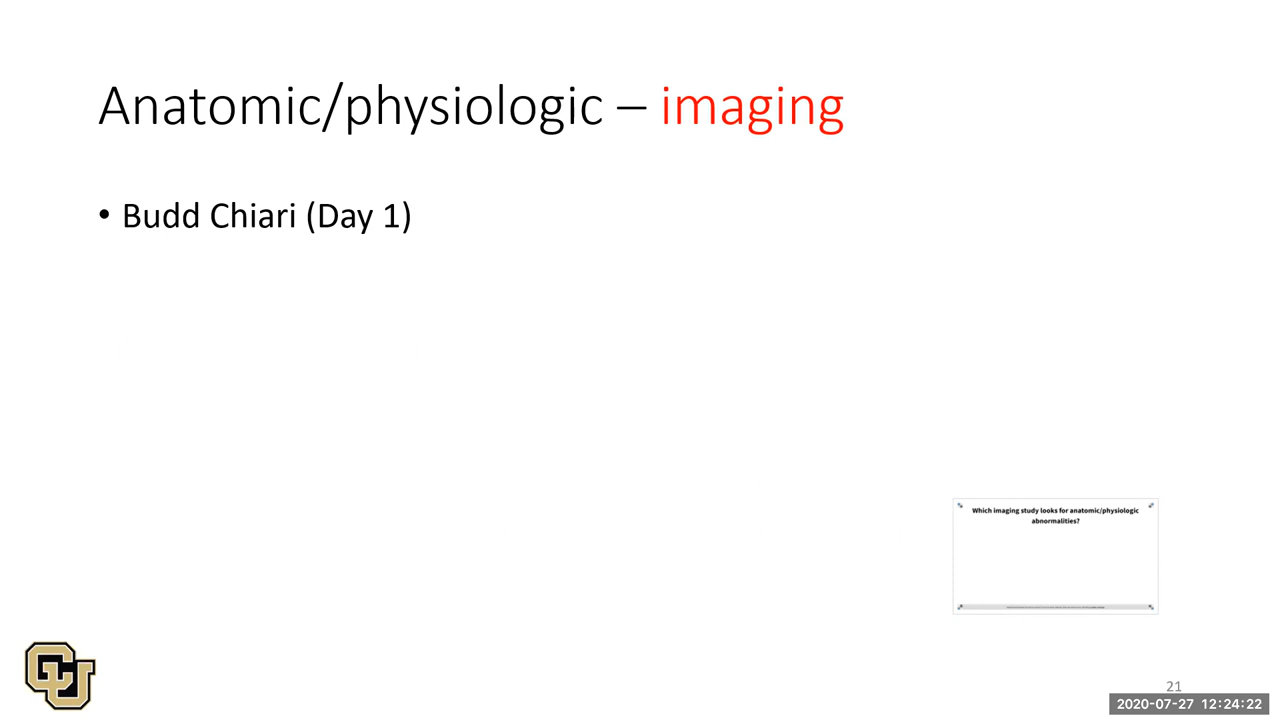 Anatomic/physiologic – imaging
• Budd Chiari (Day 1)
Which imaging study looks for anatomic/physiologic
abnormalities?
CU
21
2020-07-27 12:24:22